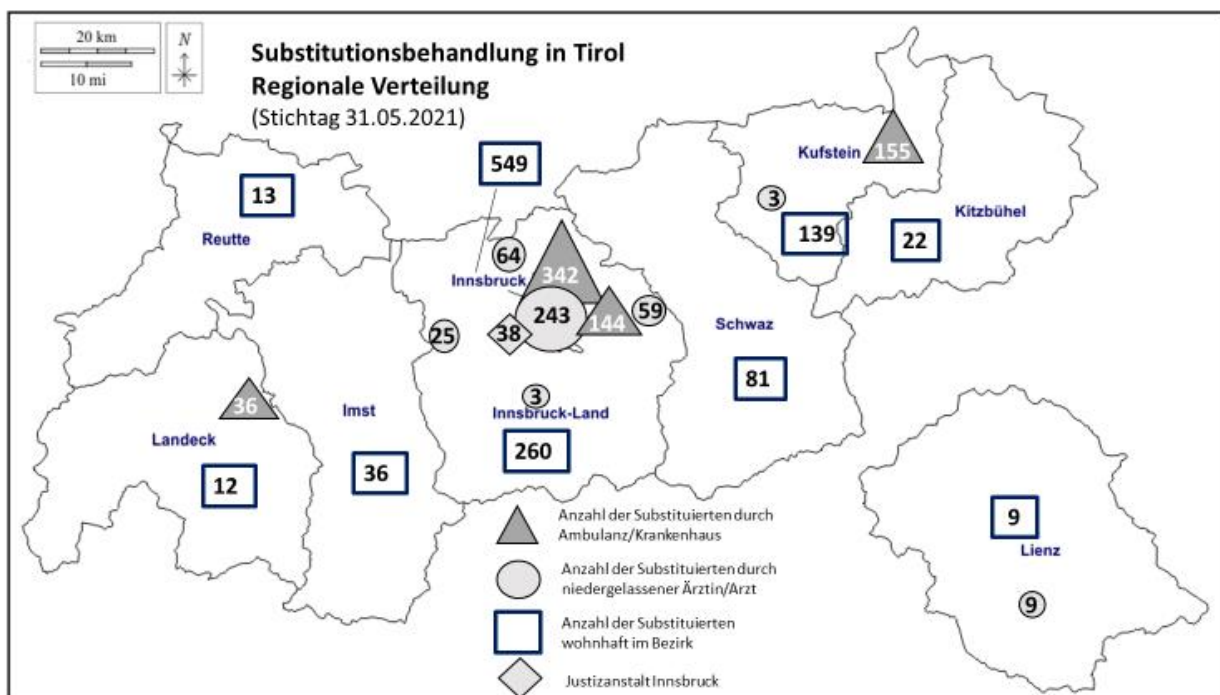 20 km
10 mi
N
Substitutionsbehandlung in Tirol
Regionale Verteilung
(Stichtag 31.05.2021)
549
13
Reutte
Kufstein
155
3
139
22
Kitzbühel
64
Innsbruck
342
243
144
59
25
38
Schwaz
81
3
Innsbruck-Land
260
36
Landeck
12
Imst
36
9
Lienz
9
Anzahl der Substituierten durch
Ambulanz/Krankenhaus
Anzahl der Substituierten durch
niedergelassener Ärztin/Arzt
Anzahl der Substituierten
wohnhaft im Bezirk
Justizanstalt Innsbruck